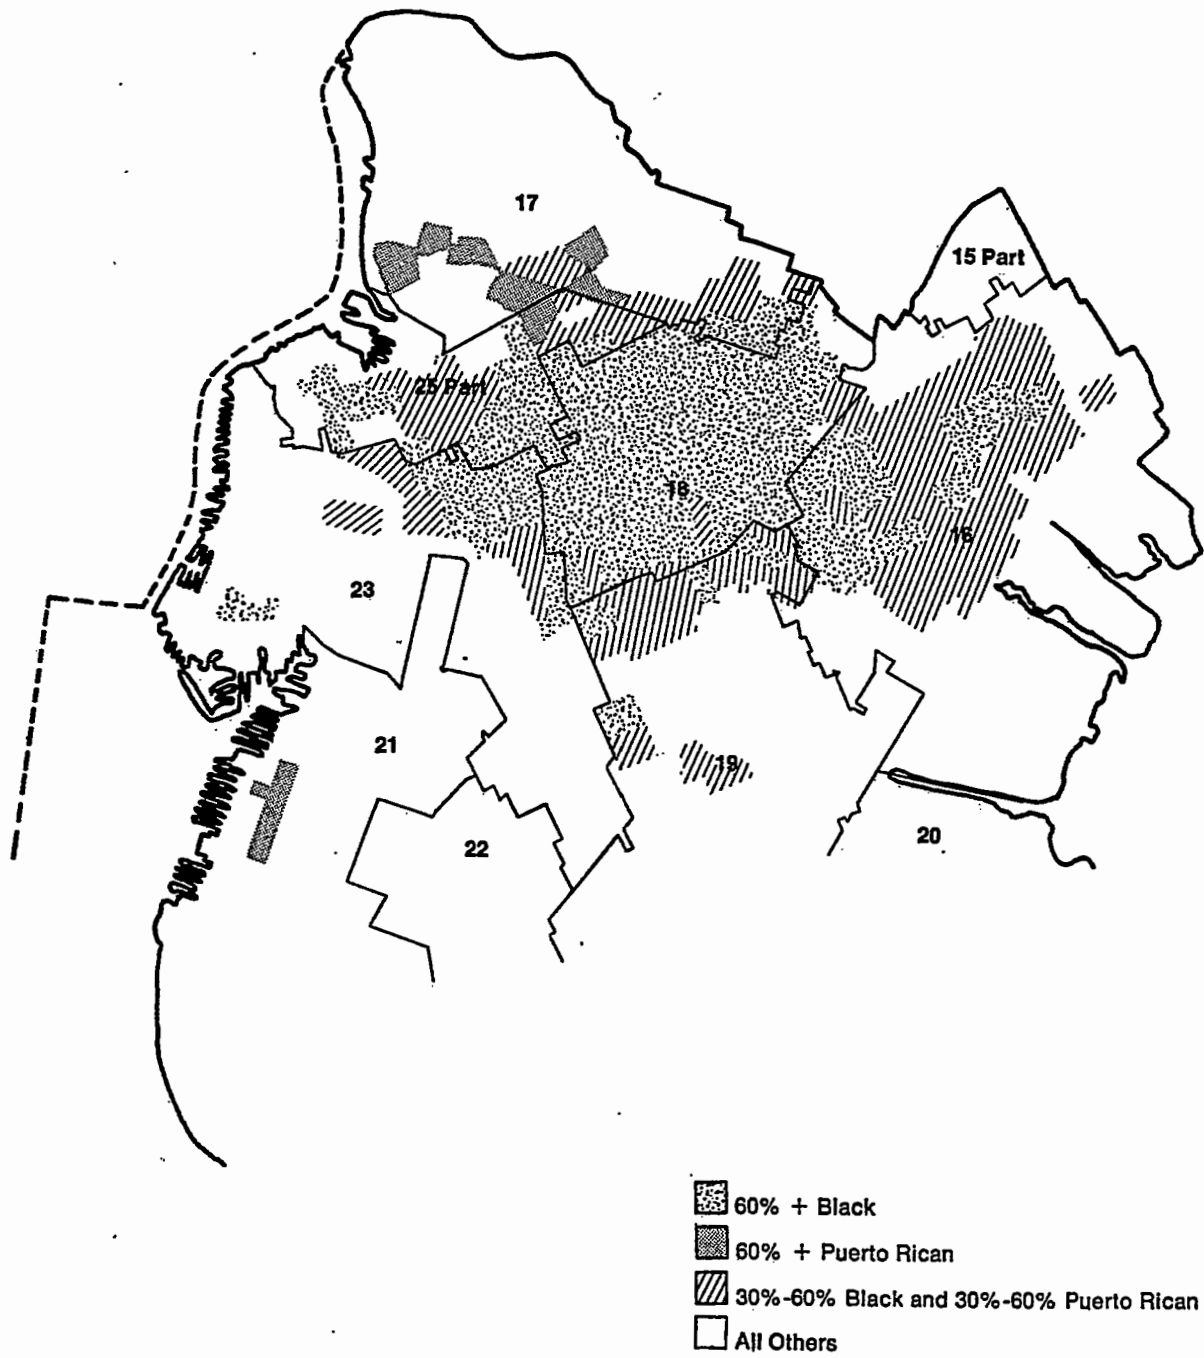 17
15 Part
25 Part
18
16
23
21
19
22
20
60% + Black
60% + Puerto Rican
30%-60% Black and 30%-60% Puerto Rican
All Others